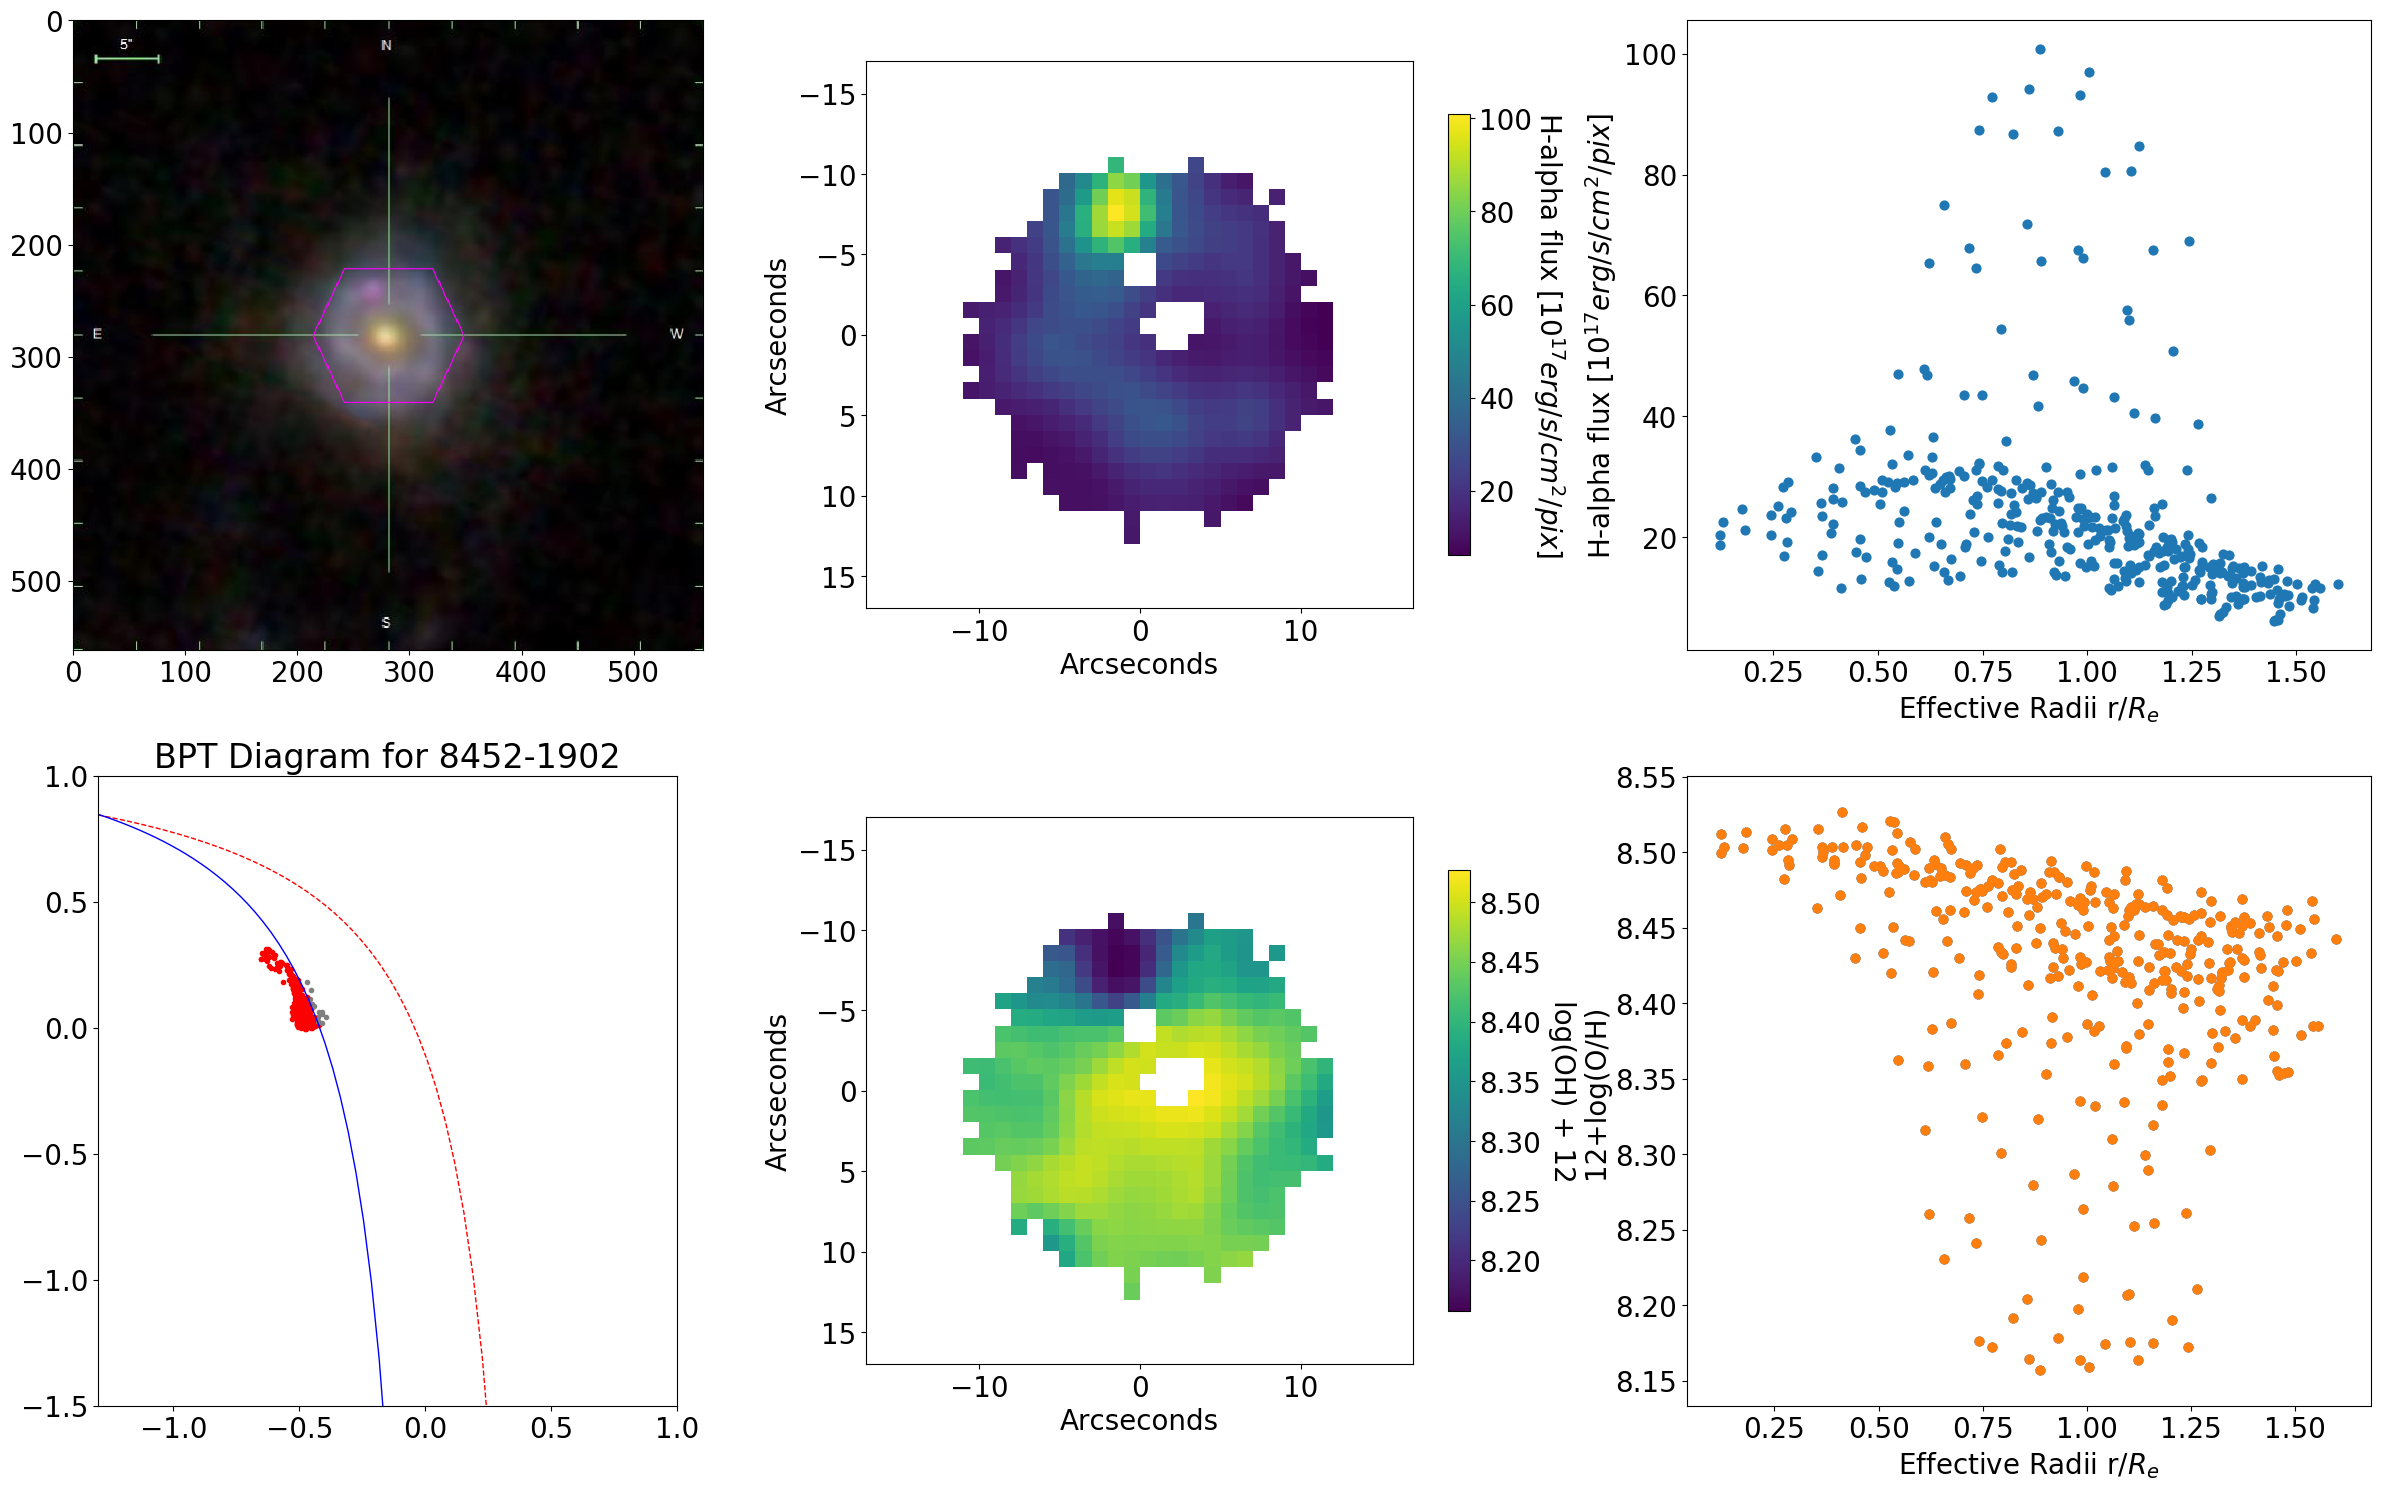 0
100
200
300
400
500
0 100 200 300 400 500
5"
N
E
W
S
−15
−10
−5
0
5
10
15
Arcseconds
−10 0 10
Arcseconds
100
80
60
40
20
H-alpha flux [10^17 erg/s/cm^2/pix]
H-alpha flux [10^17 erg/s/cm^2/pix]
100
80
60
40
20
0.25 0.50 0.75 1.00 1.25 1.50
Effective Radii r/R_e
BPT Diagram for 8452-1902
1.0
0.5
0.0
−0.5
−1.0
−1.5
−1.0 −0.5 0.0 0.5 1.0
−15
−10
−5
0
5
10
15
Arcseconds
−10 0 10
Arcseconds
8.50
8.45
8.40
8.35
8.30
8.25
8.20
log(OH) + 12
12+log(O/H)
8.55
8.50
8.45
8.40
8.35
8.30
8.25
8.20
8.15
0.25 0.50 0.75 1.00 1.25 1.50
Effective Radii r/R_e